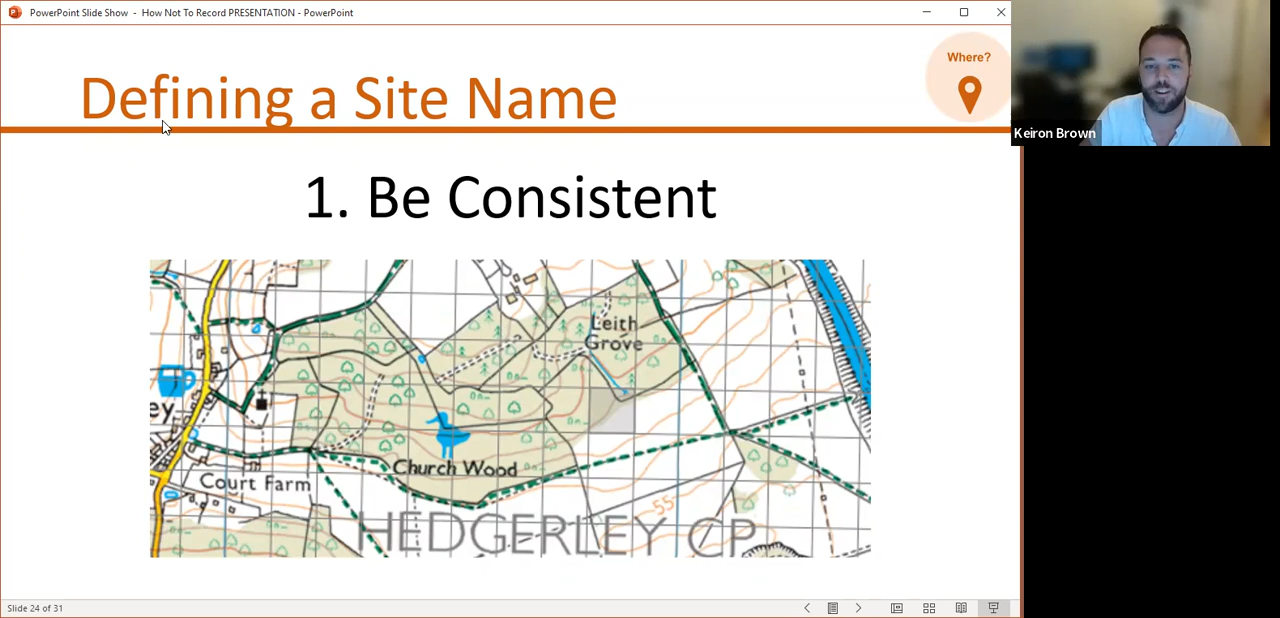 PowerPoint Slide Show - How Not To Record PRESENTATION - PowerPoint
Where?
Defining a Site Name
Keiron Brown
1. Be Consistent
Leith
Grove
ey
Church Wood
Court Farm
55
HEDGERLEY CP
Slide 24 of 31